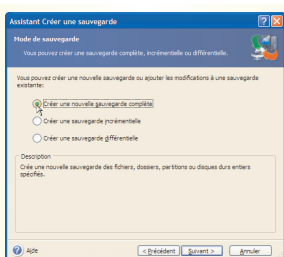 Assistant Créer une sauvegarde
Mode de sauvegarde
Vous pouvez créer une sauvegarde complète, incrémentielle ou différentielle.
Vous pouvez créer une nouvelle sauvegarde ou ajouter les modifications à une sauvegarde
existante:
Créer une nouvelle sauvegarde complète
Créer une sauvegarde incrémentielle
Créer une sauvegarde différentielle
Description
Crée une nouvelle sauvegarde des fichiers, dossiers, partitions ou disques durs entiers
spécifiés.
Aide
< Précédent
Suivant >
Annuler